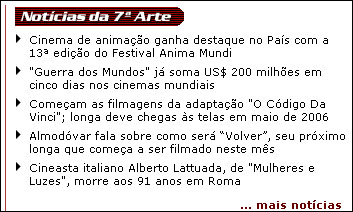 Notícias da 7ª Arte
Cinema de animação ganha destaque no País com a
13ª edição do Festival Anima Mundi
"Guerra dos Mundos" já soma US$ 200 milhões em
cinco dias nos cinemas mundiais
Começam as filmagens da adaptação "O Código Da
Vinci"; longa deve chegas às telas em maio de 2006
Almodóvar fala sobre como será “Volver”, seu próximo
longa que começa a ser filmado neste mês
Cineasta italiano Alberto Lattuada, de "Mulheres e
Luzes", morre aos 91 anos em Roma
... mais notícias